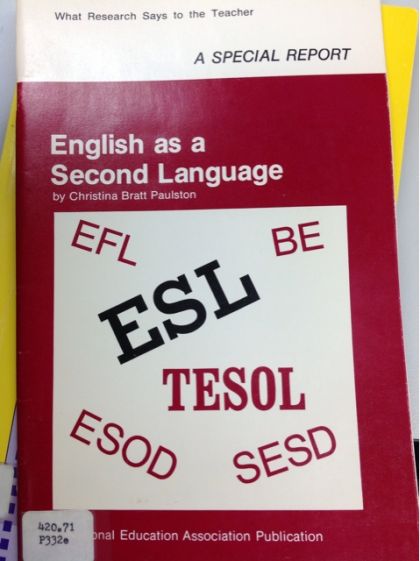 What Research Says to the Teacher
A SPECIAL REPORT
English as a
Second Language
by Christina Bratt Paulston
EFL
BE
ESL
TESOL
ESOD
SESD
420.71
P332e
onal Education Association Publication